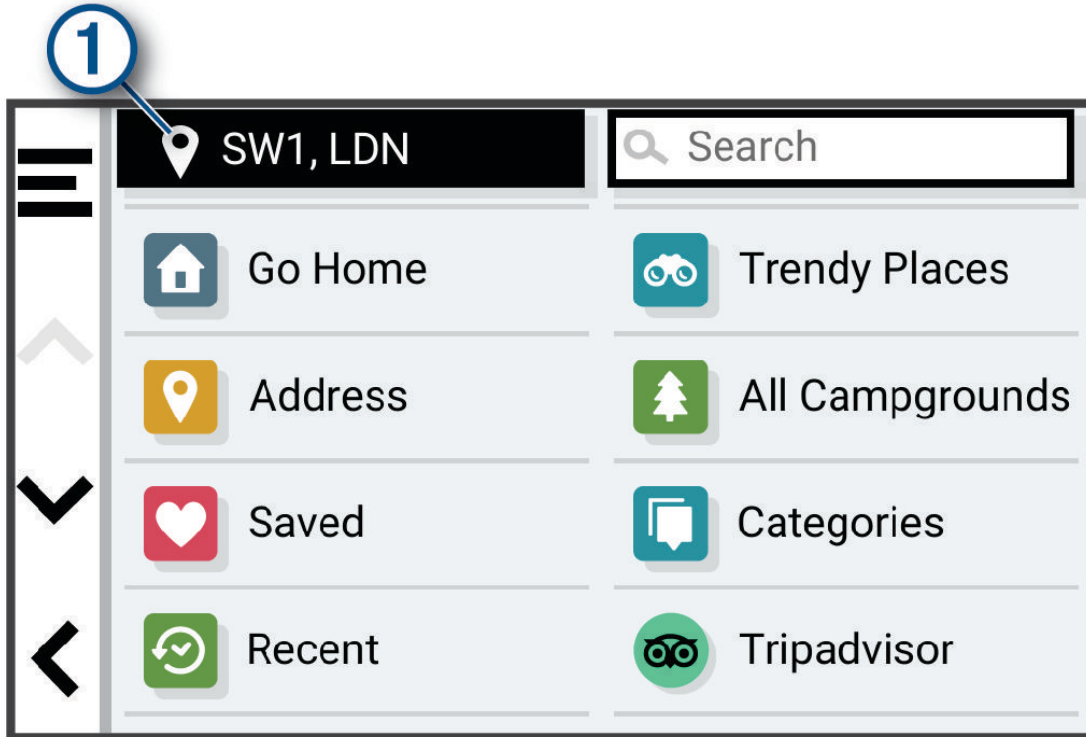 1
SW1, LDN
Search
Go Home
Trendy Places
Address
All Campgrounds
Saved
Categories
Recent
Tripadvisor